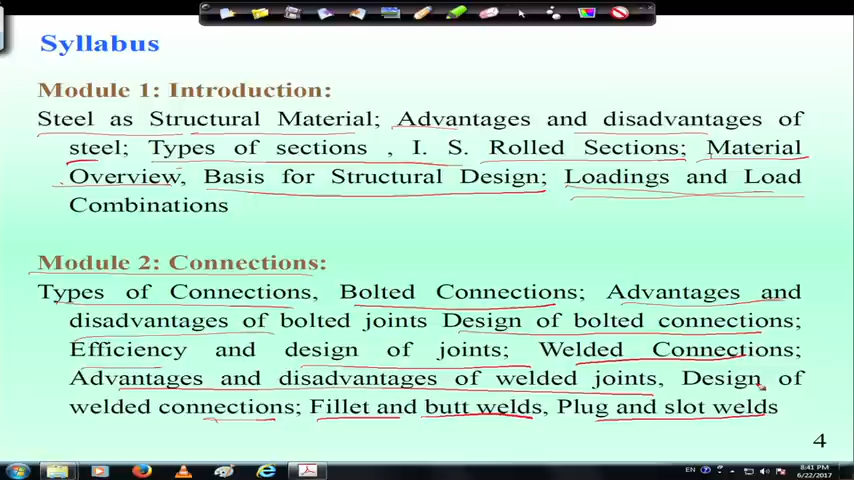 Syllabus
Module 1: Introduction:
Steel as Structural Material; Advantages and disadvantages of
steel; Types of sections , I. S. Rolled Sections; Material
Overview, Basis for Structural Design; Loadings and Load
Combinations
Module 2: Connections:
Types of Connections, Bolted Connections; Advantages and
disadvantages of bolted joints Design of bolted connections;
Efficiency and design of joints; Welded Connections;
Advantages and disadvantages of welded joints, Design of
welded connections; Fillet and butt welds, Plug and slot welds
4
EN
8:41 PM
6/22/2017